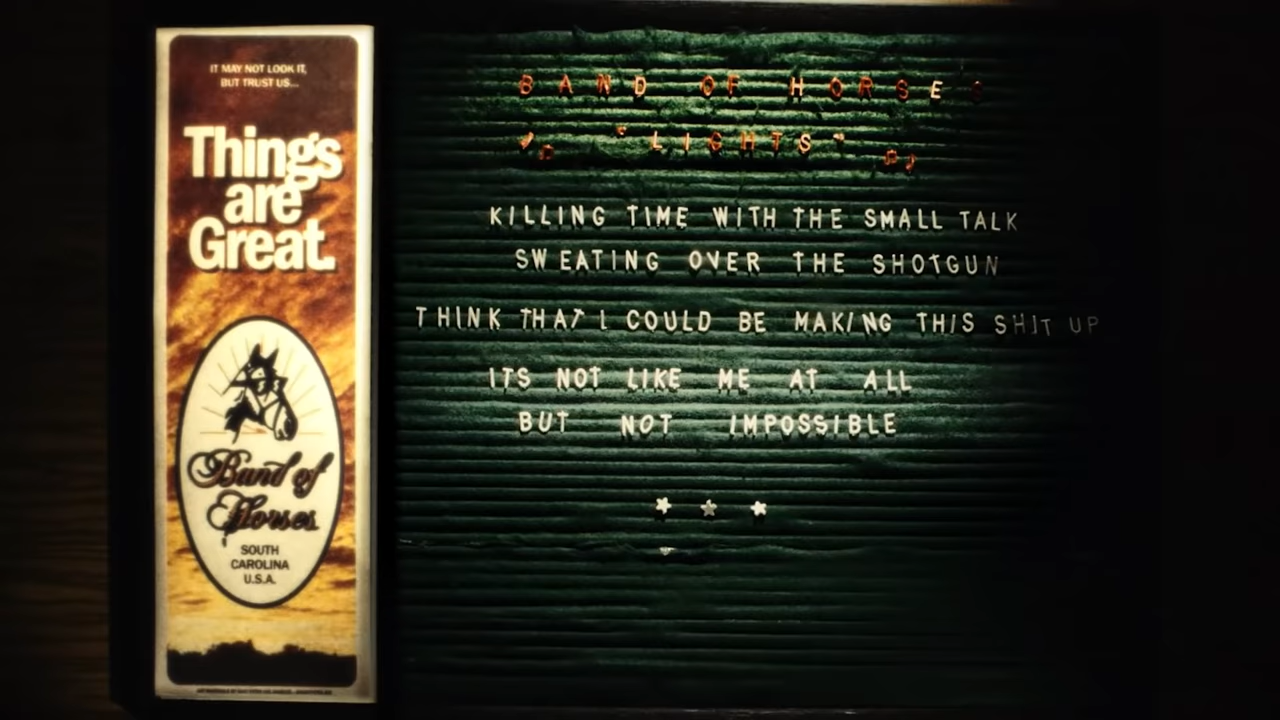 IT MAY NOT LOOK IT,
BUT TRUST US...
Things
are
Great.
Band of
Horses
SOUTH
CAROLINA
U.S.A.
BAND OF HORSES
♪♫ "LIGHTS" ♫♪
KILLING TIME WITH THE SMALL TALK
SWEATING OVER THE SHOTGUN
THINK THAT I COULD BE MAKING THIS SHIT UP
ITS NOT LIKE ME AT ALL
BUT NOT IMPOSSIBLE